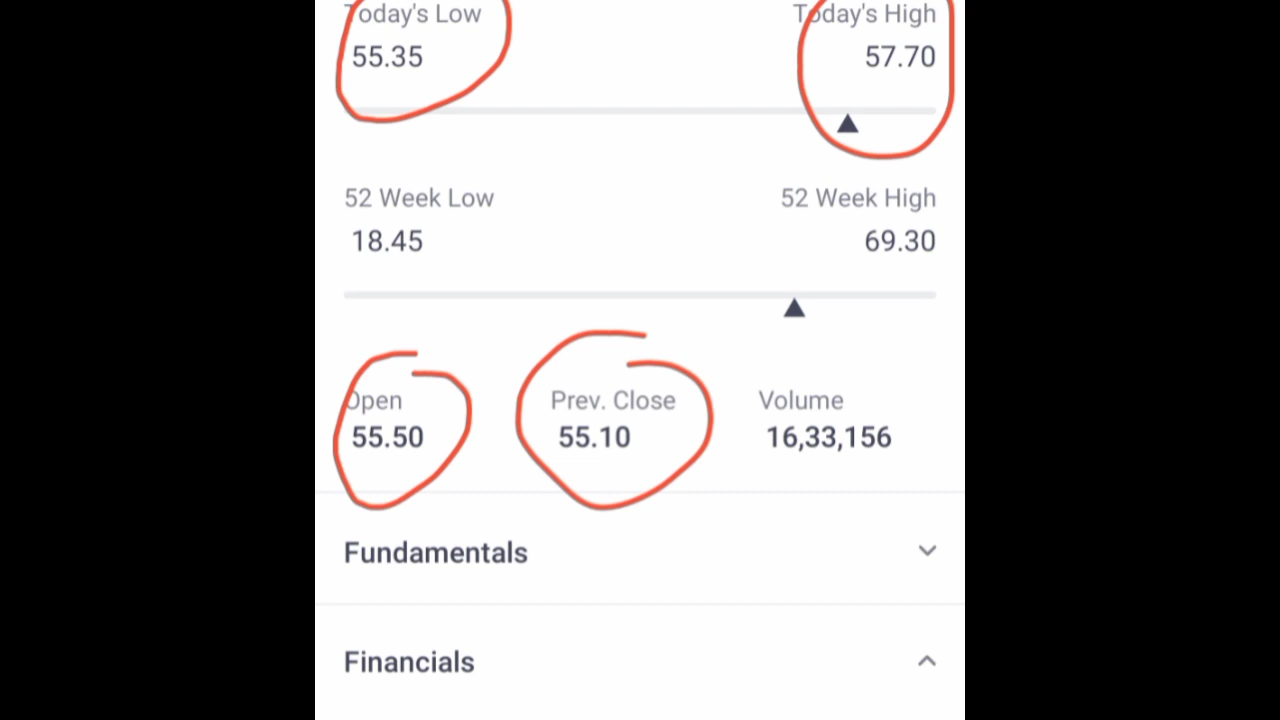 Today's Low Today's High
55.35 57.70
52 Week Low 52 Week High
18.45 69.30
Open Prev. Close Volume
55.50 55.10 16,33,156
Fundamentals
Financials